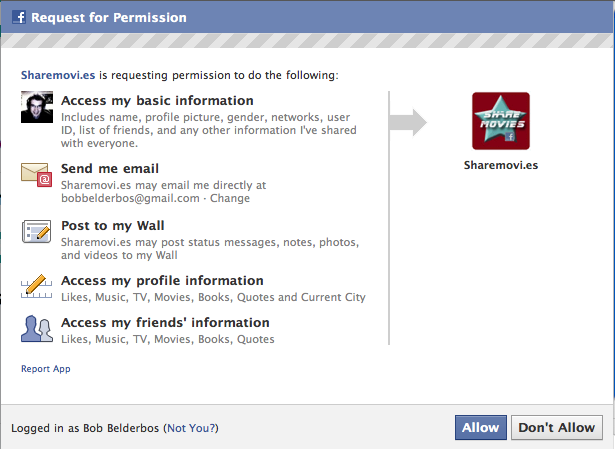 Request for Permission
Sharemovi.es is requesting permission to do the following:
Access my basic information
Includes name, profile picture, gender, networks, user
ID, list of friends, and any other information I've shared
with everyone.
Send me email
Sharemovi.es may email me directly at
bobbelderbos@gmail.com · Change
Post to my Wall
Sharemovi.es may post status messages, notes, photos,
and videos to my Wall
Access my profile information
Likes, Music, TV, Movies, Books, Quotes and Current City
Access my friends' information
Likes, Music, TV, Movies, Books, Quotes
Report App
SHARE
MOVIES
Sharemovi.es
Logged in as Bob Belderbos (Not You?)
Allow
Don't Allow